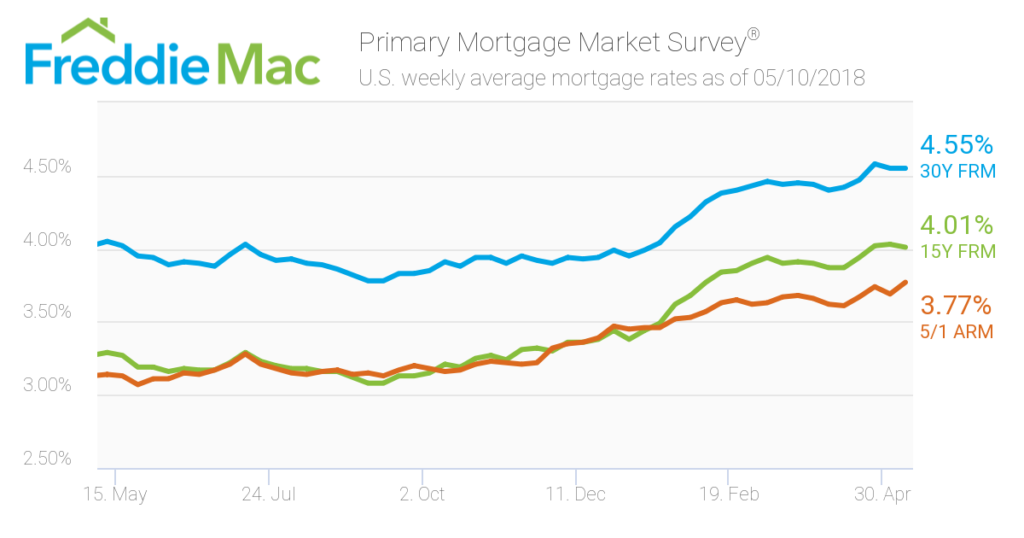 Freddie Mac
Primary Mortgage Market Survey®
U.S. weekly average mortgage rates as of 05/10/2018
4.50%
4.00%
3.50%
3.00%
2.50%
4.55%
30Y FRM
4.01%
15Y FRM
3.77%
5/1 ARM
15. May
24. Jul
2. Oct
11. Dec
19. Feb
30. Apr